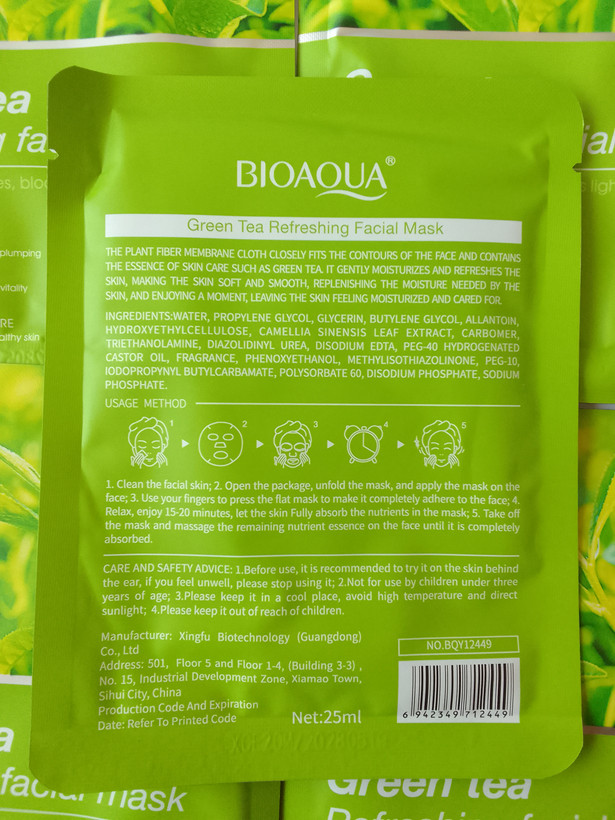 BIOAQUA®
Green Tea Refreshing Facial Mask
THE PLANT FIBER MEMBRANE CLOTH CLOSELY FITS THE CONTOURS OF THE FACE AND CONTAINS
THE ESSENCE OF SKIN CARE SUCH AS GREEN TEA. IT GENTLY MOISTURIZES AND REFRESHES THE
SKIN, MAKING THE SKIN SOFT AND SMOOTH, REPLENISHING THE MOISTURE NEEDED BY THE
SKIN, AND ENJOYING A MOMENT, LEAVING THE SKIN FEELING MOISTURIZED AND CARED FOR.
INGREDIENTS:WATER, PROPYLENE GLYCOL, GLYCERIN, BUTYLENE GLYCOL, ALLANTOIN,
HYDROXYETHYLCELLULOSE, CAMELLIA SINENSIS LEAF EXTRACT, CARBOMER,
TRIETHANOLAMINE, DIAZOLIDINYL UREA, DISODIUM EDTA, PEG-40 HYDROGENATED
CASTOR OIL, FRAGRANCE, PHENOXYETHANOL, METHYLISOTHIAZOLINONE, PEG-10,
IODOPROPYNYL BUTYLCARBAMATE, POLYSORBATE 60, DISODIUM PHOSPHATE, SODIUM
PHOSPHATE.
USAGE METHOD
1 2 3 4 5
1. Clean the facial skin; 2. Open the package, unfold the mask, and apply the mask on the
face; 3. Use your fingers to press the flat mask to make it completely adhere to the face; 4.
Relax, enjoy 15-20 minutes, let the skin Fully absorb the nutrients in the mask; 5. Take off
the mask and massage the remaining nutrient essence on the face until it is completely
absorbed.
CARE AND SAFETY ADVICE: 1.Before use, it is recommended to try it on the skin behind
the ear, if you feel unwell, please stop using it; 2.Not for use by children under three
years of age; 3.Please keep it in a cool place, avoid high temperature and direct
sunlight; 4.Please keep it out of reach of children.
Manufacturer: Xingfu Biotechnology (Guangdong)
Co., Ltd
Address: 501, Floor 5 and Floor 1-4, (Building 3-3) ,
No. 15, Industrial Development Zone, Xiamao Town,
Sihui City, China
Production Code And Expiration
Date: Refer To Printed Code
Net:25ml
NO.BQY12449
6 942349 712449
ea
g fa
es, bloo
plumping
vitality
RE
althy skin
ial
ligh
a
facial mask
Green tea